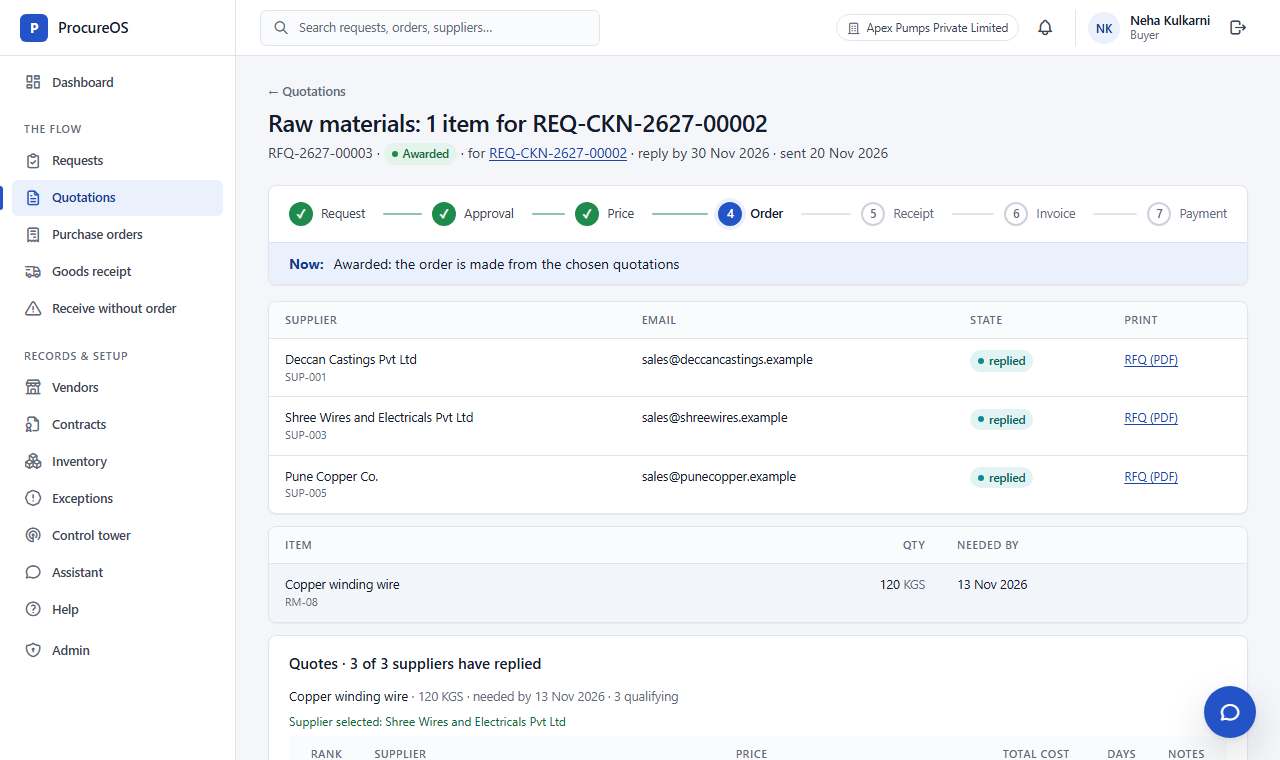 P ProcureOS
Search requests, orders, suppliers...
Apex Pumps Private Limited
NK
Neha Kulkarni
Buyer
Dashboard
THE FLOW
Requests
Quotations
Purchase orders
Goods receipt
Receive without order
RECORDS & SETUP
Vendors
Contracts
Inventory
Exceptions
Control tower
Assistant
Help
Admin
← Quotations
Raw materials: 1 item for REQ-CKN-2627-00002
RFQ-2627-00003 · Awarded · for REQ-CKN-2627-00002 · reply by 30 Nov 2026 · sent 20 Nov 2026
Request Approval Price 4 Order 5 Receipt 6 Invoice 7 Payment
Now: Awarded: the order is made from the chosen quotations
SUPPLIER EMAIL STATE PRINT
Deccan Castings Pvt Ltd sales@deccancastings.example replied RFQ (PDF)
SUP-001
Shree Wires and Electricals Pvt Ltd sales@shreewires.example replied RFQ (PDF)
SUP-003
Pune Copper Co. sales@punecopper.example replied RFQ (PDF)
SUP-005
ITEM QTY NEEDED BY
Copper winding wire 120 KGS 13 Nov 2026
RM-08
Quotes · 3 of 3 suppliers have replied
Copper winding wire · 120 KGS · needed by 13 Nov 2026 · 3 qualifying
Supplier selected: Shree Wires and Electricals Pvt Ltd
RANK SUPPLIER PRICE TOTAL COST DAYS NOTES